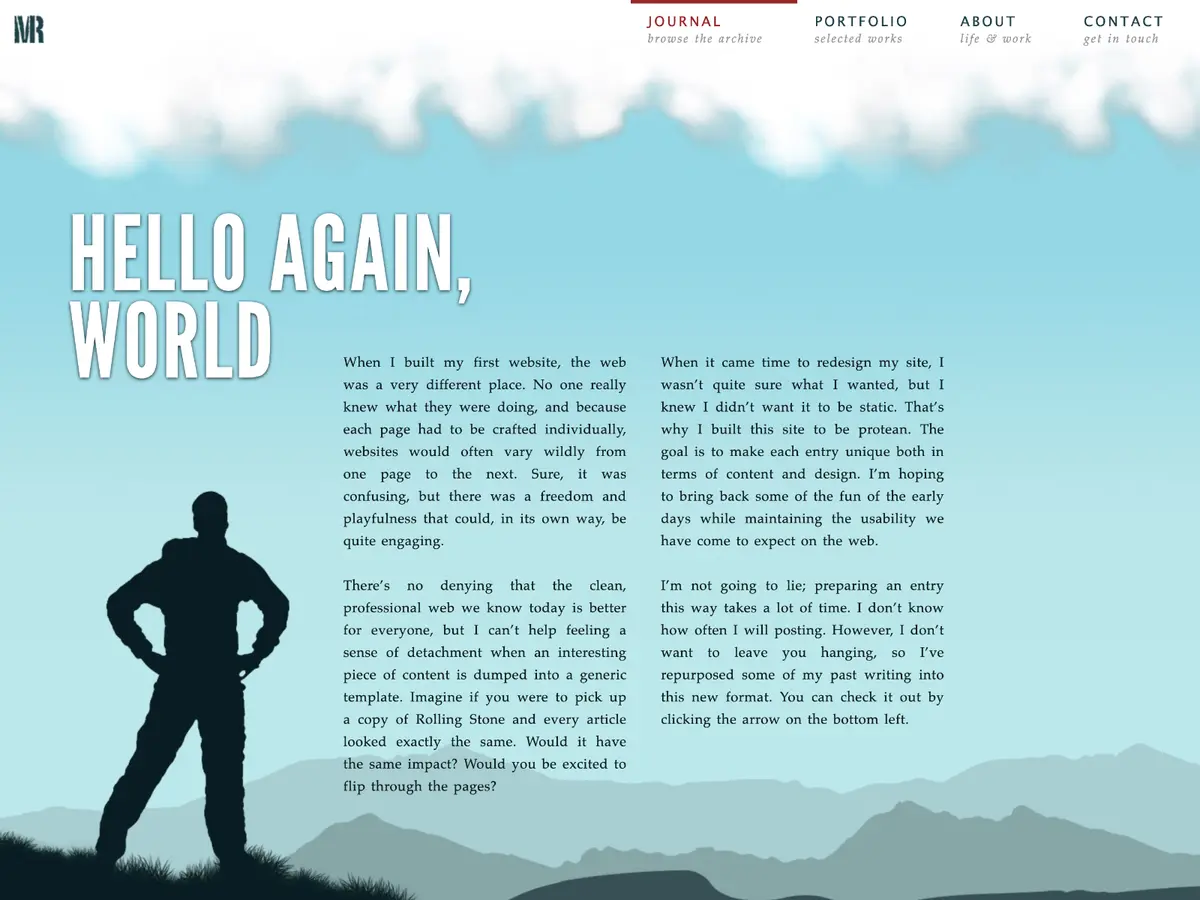 MR
JOURNAL
browse the archive
PORTFOLIO
selected works
ABOUT
life & work
CONTACT
get in touch
HELLO AGAIN,
WORLD
When I built my first website, the web
was a very different place. No one really
knew what they were doing, and because
each page had to be crafted individually,
websites would often vary wildly from
one page to the next. Sure, it was
confusing, but there was a freedom and
playfulness that could, in its own way, be
quite engaging.
There’s no denying that the clean,
professional web we know today is better
for everyone, but I can’t help feeling a
sense of detachment when an interesting
piece of content is dumped into a generic
template. Imagine if you were to pick up
a copy of Rolling Stone and every article
looked exactly the same. Would it have
the same impact? Would you be excited to
flip through the pages?
When it came time to redesign my site, I
wasn’t quite sure what I wanted, but I
knew I didn’t want it to be static. That’s
why I built this site to be protean. The
goal is to make each entry unique both in
terms of content and design. I’m hoping
to bring back some of the fun of the early
days while maintaining the usability we
have come to expect on the web.
I’m not going to lie; preparing an entry
this way takes a lot of time. I don’t know
how often I will posting. However, I don’t
want to leave you hanging, so I’ve
repurposed some of my past writing into
this new format. You can check it out by
clicking the arrow on the bottom left.